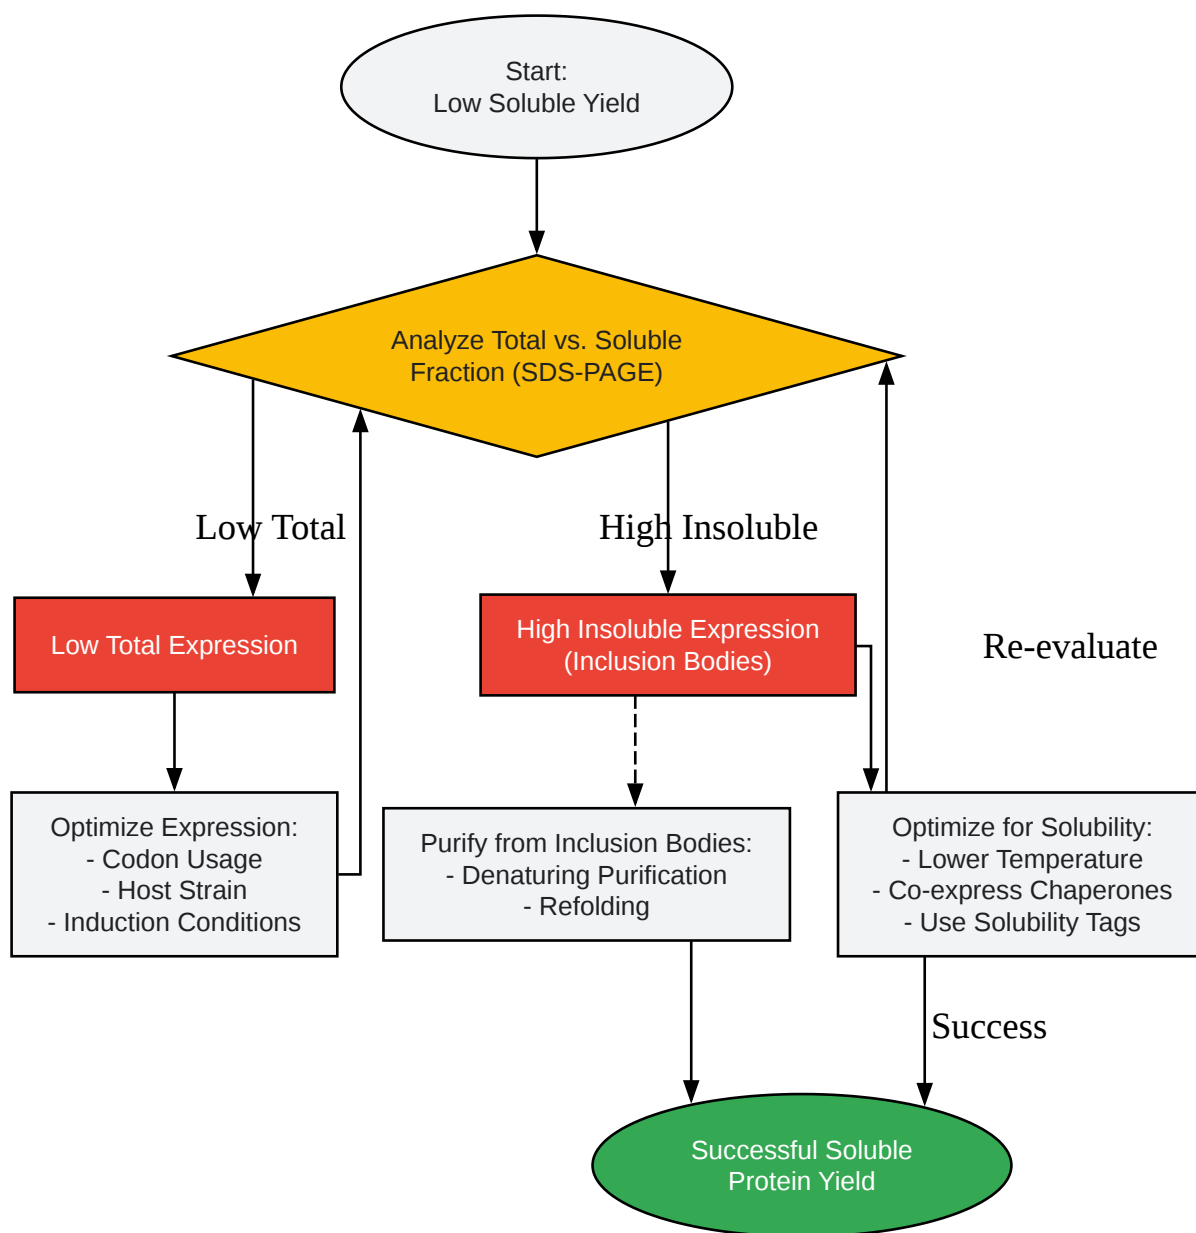 Start:
Low Soluble Yield
Analyze Total vs. Soluble
Fraction (SDS-PAGE)
Low Total
High Insoluble
Low Total Expression
High Insoluble Expression
(Inclusion Bodies)
Re-evaluate
Optimize Expression:
- Codon Usage
- Host Strain
- Induction Conditions
Purify from Inclusion Bodies:
- Denaturing Purification
- Refolding
Optimize for Solubility:
- Lower Temperature
- Co-express Chaperones
- Use Solubility Tags
Success
Successful Soluble
Protein Yield